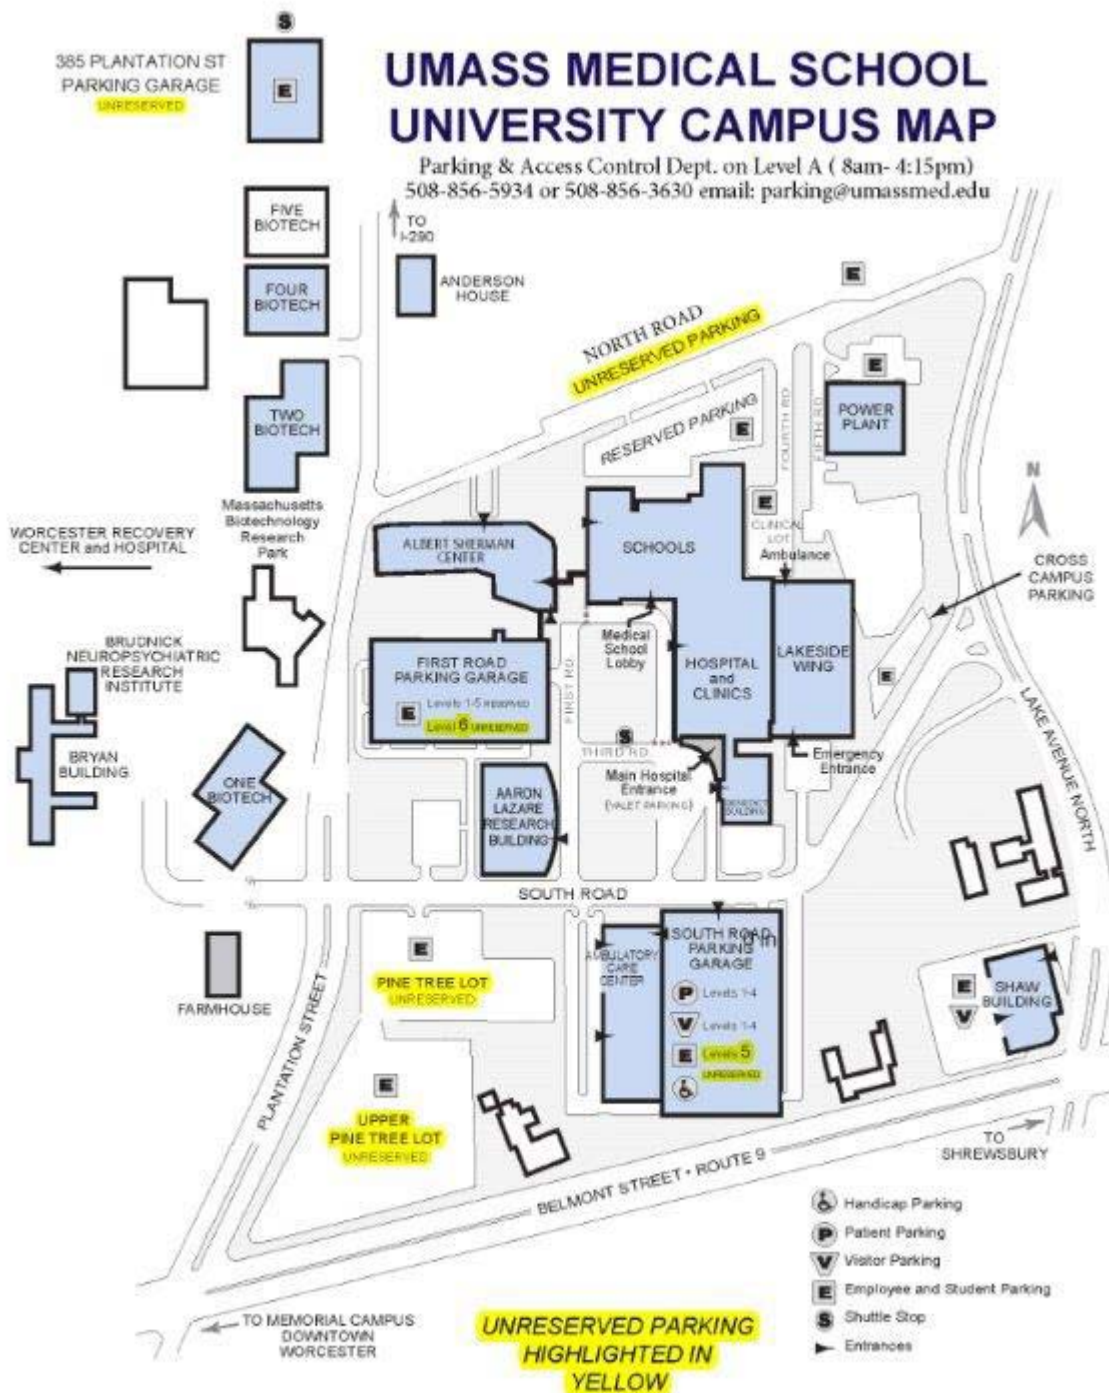 S
385 PLANTATION ST
PARKING GARAGE
UNRESERVED
E
UMASS MEDICAL SCHOOL
UNIVERSITY CAMPUS MAP
Parking & Access Control Dept. on Level A ( 8am- 4:15pm)
508-856-5934 or 508-856-3630 email: parking@umassmed.edu
FIVE
BIOTECH
TO
I-290
FOUR
BIOTECH
ANDERSON
HOUSE
E
NORTH ROAD
UNRESERVED PARKING
TWO
BIOTECH
RESERVED PARKING
E
FOURTH RD
FIFTH RD
E
POWER
PLANT
N
Massachusetts
Biotechnology
Research
Park
WORCESTER RECOVERY
CENTER and HOSPITAL
ALBERT SHERMAN
CENTER
SCHOOLS
E
CLINICAL
LOT
Ambulance
CROSS
CAMPUS
PARKING
BRUDNICK
NEUROPSYCHIATRIC
RESEARCH
INSTITUTE
FIRST ROAD
PARKING GARAGE
E
Levels 1-5 RESERVED
Level 6 UNRESERVED
FIRST RD
Medical
School
Lobby
HOSPITAL
and
CLINICS
LAKESIDE
WING
E
LAKE AVENUE NORTH
BRYAN
BUILDING
ONE
BIOTECH
S
THIRD RD
Main Hospital
Entrance
(VALET PARKING)
Emergency
Entrance
AARON
LAZARE
RESEARCH
BUILDING
BENEDICT
BUILDING
SOUTH ROAD
E
PINE TREE LOT
UNRESERVED
FARMHOUSE
PLANTATION STREET
AMBULATORY
CARE
CENTER
SOUTH ROAD
PARKING
GARAGE
P Levels 1-4
V Levels 1-4
E Levels 5
UNRESERVED
E
V
SHAW
BUILDING
E
UPPER
PINE TREE LOT
UNRESERVED
TO
SHREWSBURY
BELMONT STREET • ROUTE 9
Handicap Parking
P Patient Parking
V Visitor Parking
E Employee and Student Parking
S Shuttle Stop
Entrances
TO MEMORIAL CAMPUS
DOWNTOWN
WORCESTER
UNRESERVED PARKING
HIGHLIGHTED IN
YELLOW